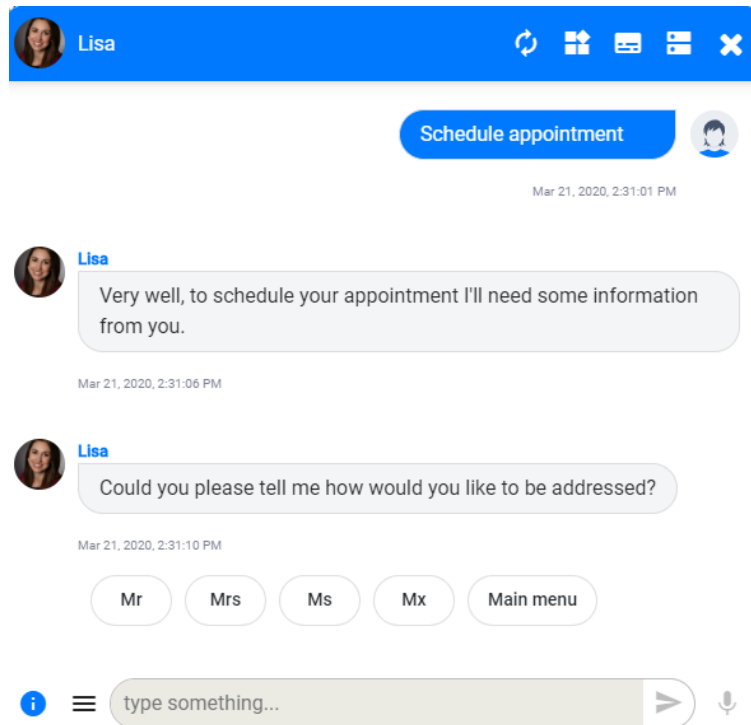 Lisa
Schedule appointment
Mar 21, 2020, 2:31:01 PM
Lisa
Very well, to schedule your appointment I'll need some information
from you.
Mar 21, 2020, 2:31:06 PM
Lisa
Could you please tell me how would you like to be addressed?
Mar 21, 2020, 2:31:10 PM
Mr Mrs Ms Mx Main menu
type something...